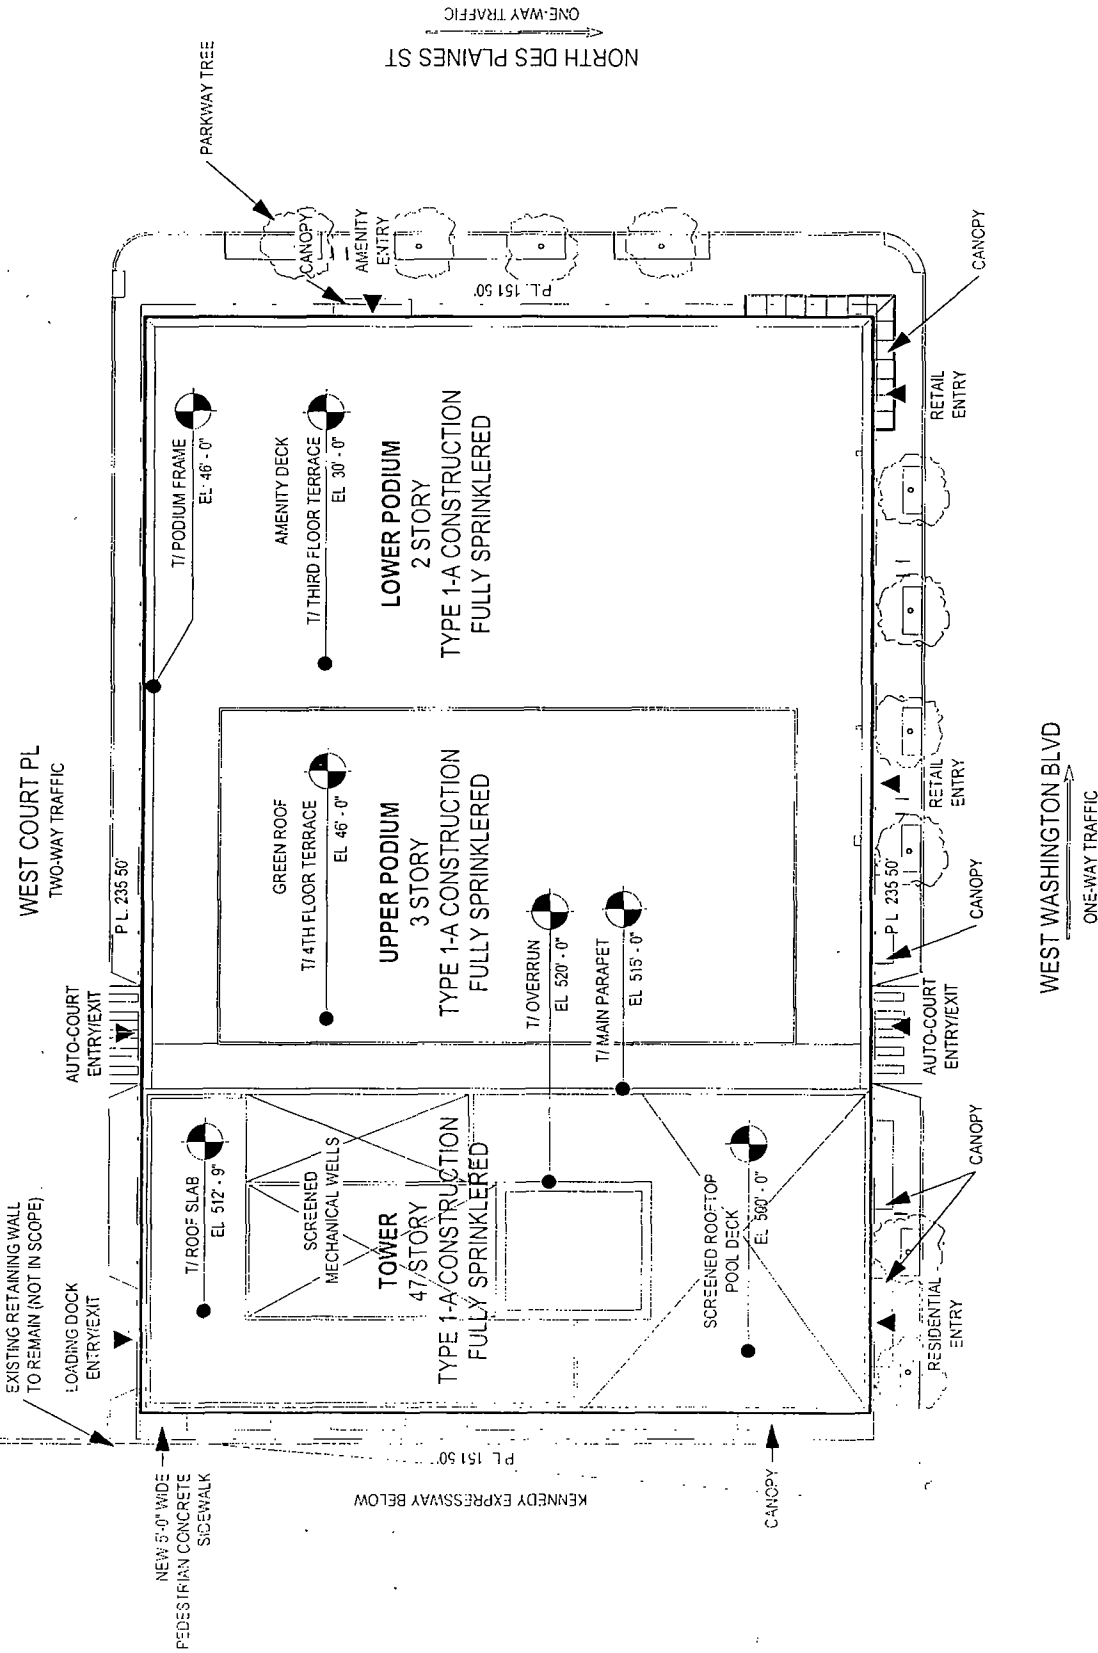 NORTH DES PLAINES ST
ONE-WAY TRAFFIC
PARKWAY TREE
CANOPY
AMENITY
ENTRY
P.L. 151 50'
CANOPY
RETAIL
ENTRY
T/ PODIUM FRAME
EL 46' - 0"
AMENITY DECK
T/ THIRD FLOOR TERRACE
EL 30' - 0"
LOWER PODIUM
2 STORY
TYPE 1-A CONSTRUCTION
FULLY SPRINKLERED
WEST COURT PL
TWO-WAY TRAFFIC
P L. 235 50'
GREEN ROOF
T/ 4TH FLOOR TERRACE
EL 46' - 0"
UPPER PODIUM
3 STORY
TYPE 1-A CONSTRUCTION
FULLY SPRINKLERED
T/ OVERRUN
EL 520' - 0"
T/ MAIN PARAPET
EL 515' - 0"
RETAIL
ENTRY
P L 235 50'
CANOPY
WEST WASHINGTON BLVD
ONE-WAY TRAFFIC
AUTO-COURT
ENTRY/EXIT
AUTO-COURT
ENTRY/EXIT
EXISTING RETAINING WALL
TO REMAIN (NOT IN SCOPE)
LOADING DOCK
ENTRY/EXIT
T/ ROOF SLAB
EL 512' - 9"
SCREENED
MECHANICAL WELLS
TOWER
47 STORY
TYPE 1-A CONSTRUCTION
FULLY SPRINKLERED
SCREENED ROOFTOP
POOL DECK
EL 500' - 0"
RESIDENTIAL
ENTRY
CANOPY
NEW 5'-0" WIDE
PEDESTRIAN CONCRETE
SIDEWALK
P.L 151 50'
KENNEDY EXPRESSWAY BELOW
CANOPY